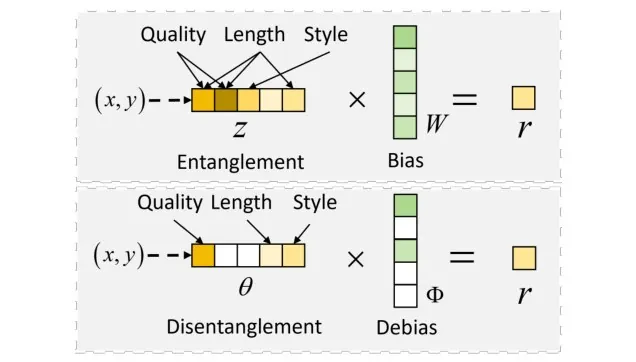 Quality Length Style
(x, y) × = 
z W r
Entanglement Bias
Quality Length Style
(x, y) × =
θ Φ r
Disentanglement Debias